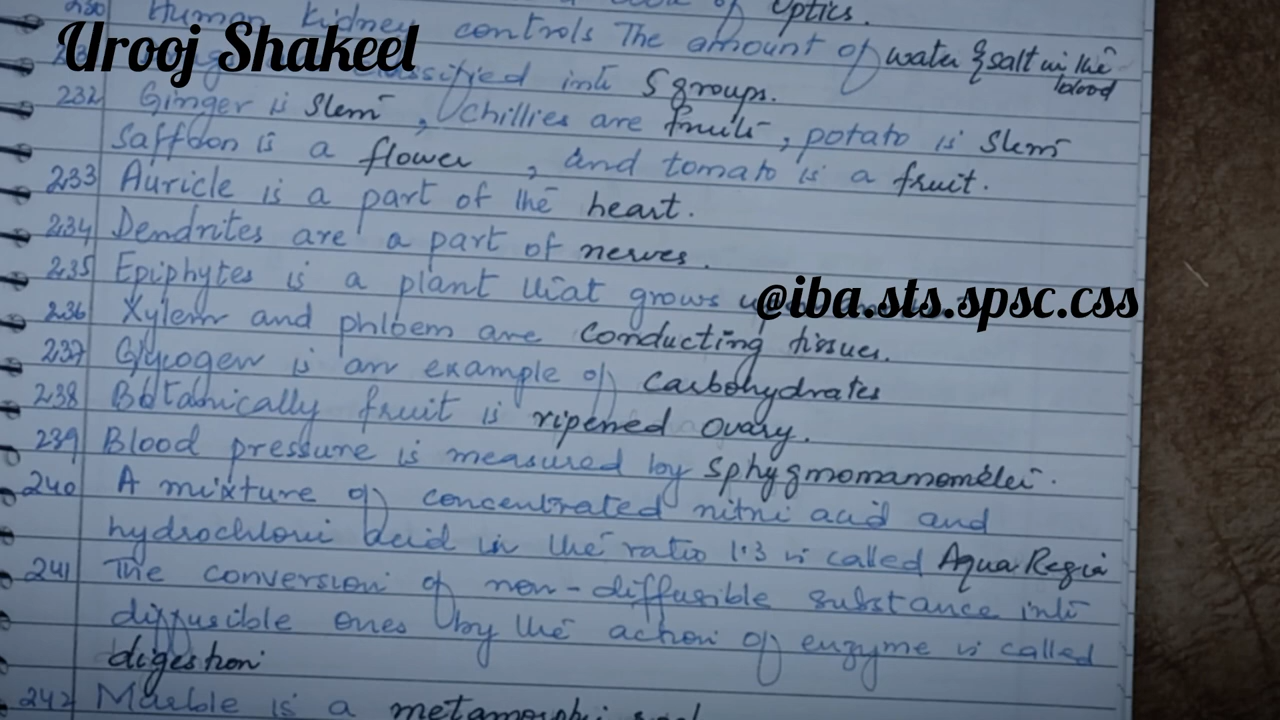 of Optics.
230 Human Kidney controls The amount of water & salt in the
blood
Urooj Shakeel
classified into 5 groups.
232 Ginger is Stem , Chillies are fruits , potato is Stem
Saffron is a flower , and tomato is a fruit.
233 Auricle is a part of the heart.
234 Dendrites are a part of nerves.
235 Epiphytes is a plant that grows
@iba.sts.spsc.css
236 Xylem and phloem are conducting tissues.
237 Glycogen is an example of Carbohydrates
238 Botanically fruit is ripened ovary.
239 Blood pressure is measured by Sphygmomamometer.
240 A mixture of concentrated nitric acid and
hydrochloric acid in the ratio 1:3 is called Aqua Regia
241 The conversion of non-diffusible substance into
diffusible ones by the action of enzyme is called
digestion
242 Marble is a metamorphic